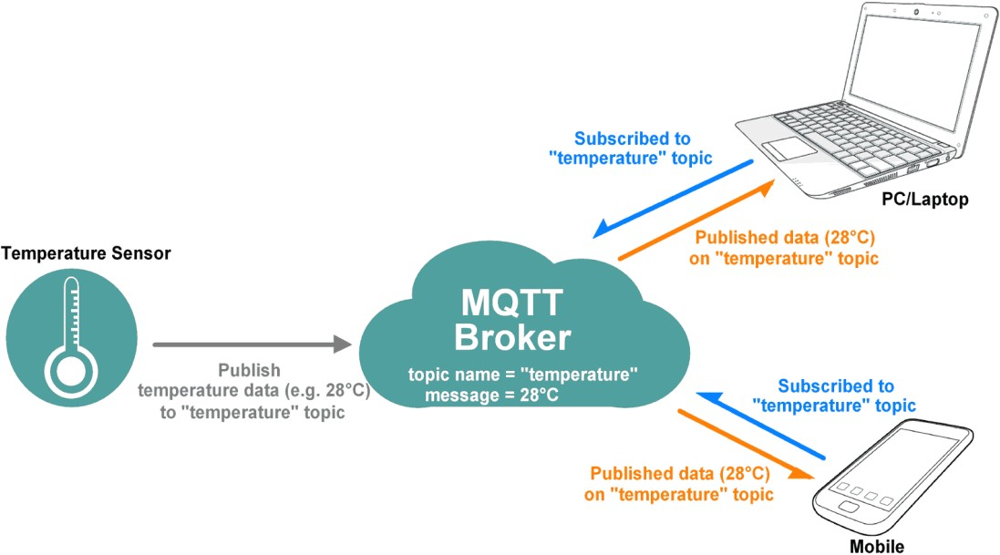 Subscribed to
"temperature" topic
PC/Laptop
Published data (28°C)
on "temperature" topic
Temperature Sensor
MQTT
Broker
topic name = "temperature"
message = 28°C
Publish
temperature data (e.g. 28°C)
to "temperature" topic
Subscribed to
"temperature" topic
Published data (28°C)
on "temperature" topic
Mobile